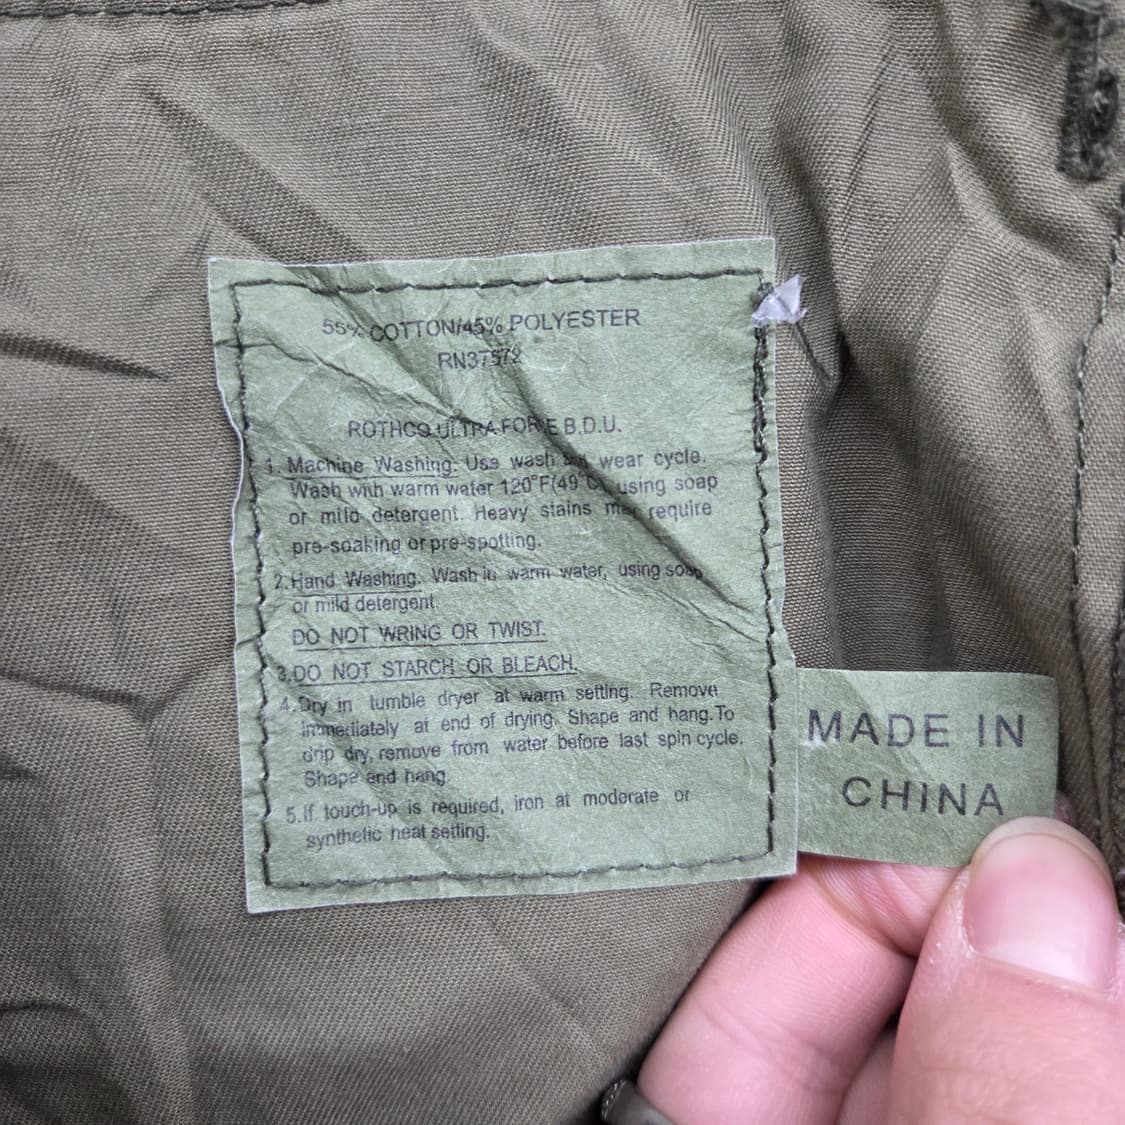 55% COTTON/45% POLYESTER
RN37572
ROTHCO ULTRA FORCE B.D.U.
1. Machine Washing: Use wash and wear cycle.
Wash with warm water 120°F(49°C) using soap
or mild detergent. Heavy stains may require
pre-soaking or pre-spotting.
2. Hand Washing. Wash in warm water, using soap
or mild detergent
DO NOT WRING OR TWIST.
3. DO NOT STARCH OR BLEACH.
4. Dry in tumble dryer at warm setting. Remove
immediately at end of drying. Shape and hang. To
drip dry, remove from water before last spin cycle.
Shape and hang.
5. If touch-up is required, iron at moderate or
synthetic heat setting.
MADE IN
CHINA